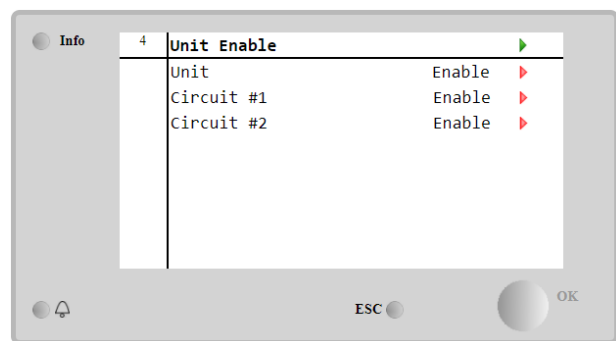 Info
4 Unit Enable
Unit Enable
Circuit #1 Enable
Circuit #2 Enable
ESC
OK